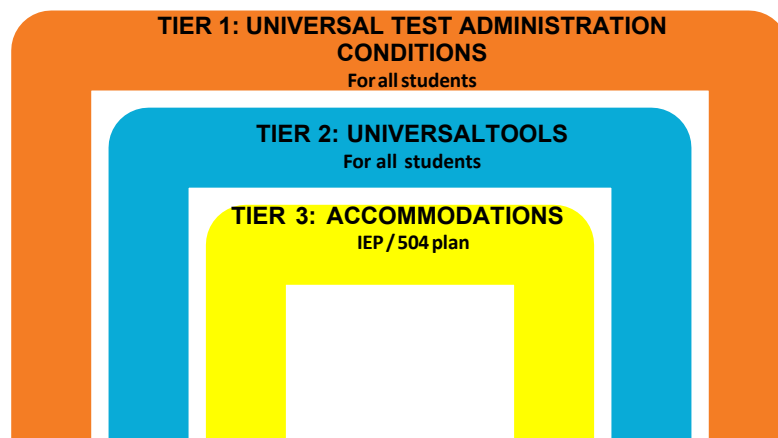 TIER 1: UNIVERSAL TEST ADMINISTRATION
CONDITIONS
For all students
TIER 2: UNIVERSALTOOLS
For all students
TIER 3: ACCOMMODATIONS
IEP / 504 plan